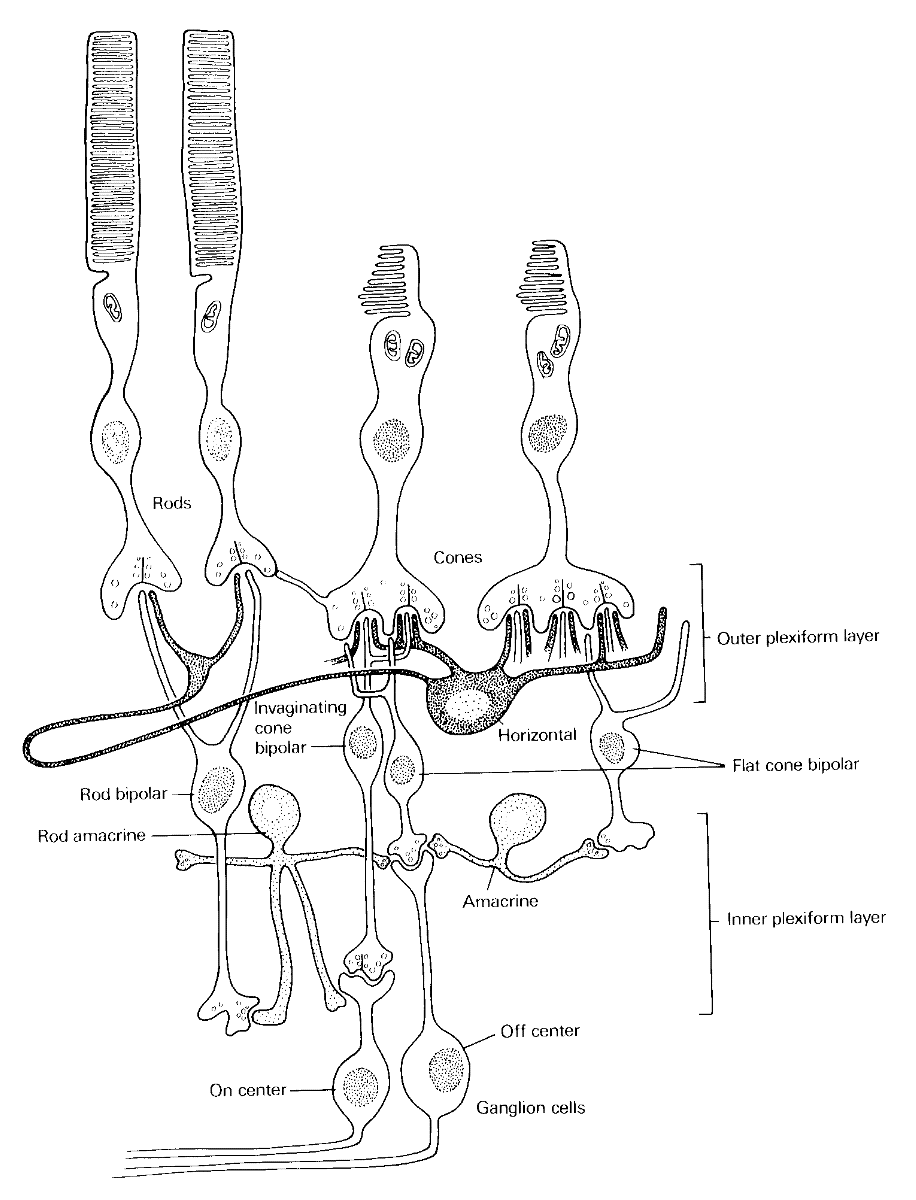 Rods
Cones
Outer plexiform layer
Invaginating
cone
bipolar
Horizontal
Flat cone bipolar
Rod bipolar
Rod amacrine
Amacrine
Inner plexiform layer
Off center
On center
Ganglion cells